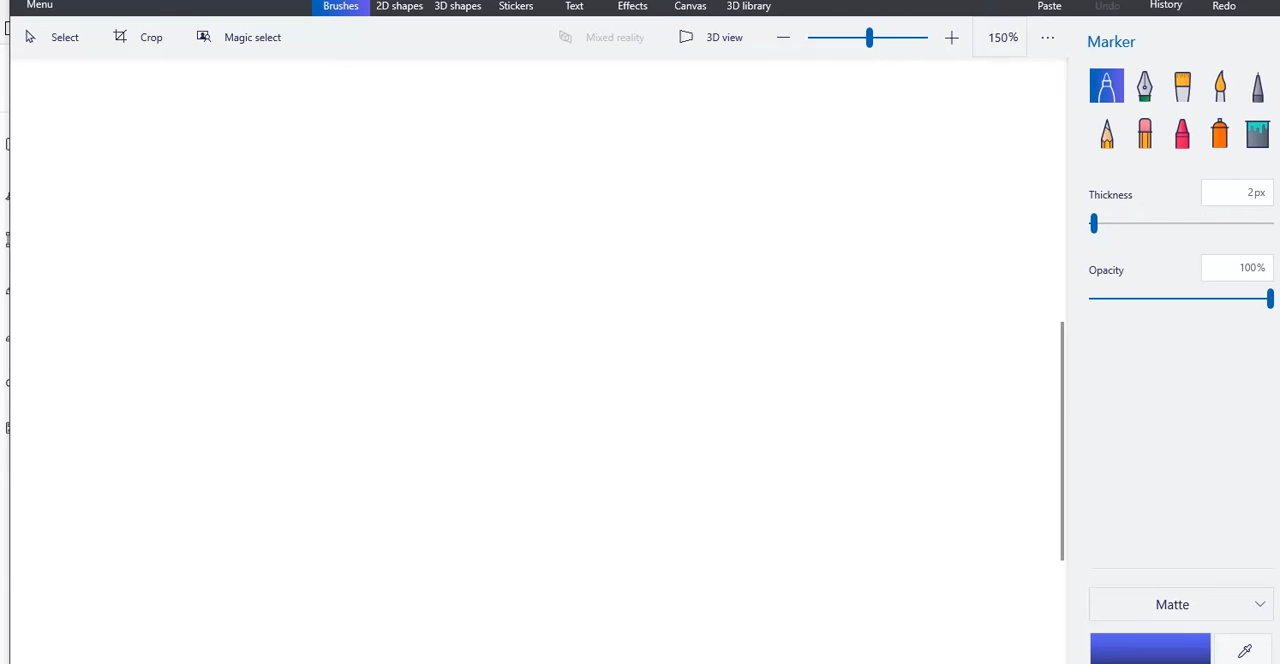 Menu Brushes 2D shapes 3D shapes Stickers Text Effects Canvas 3D library Paste Undo History Redo
Select Crop Magic select Mixed reality 3D view 150% ...
Marker
Thickness 2px
Opacity 100%
Matte